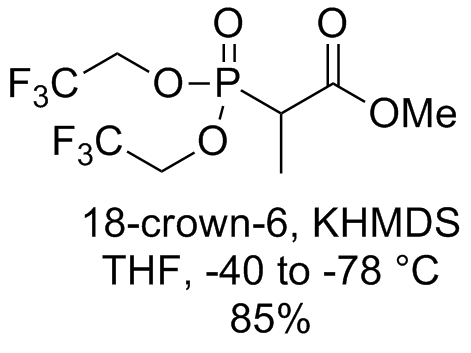 O O
F₃C O P OMe
F₃C O
18-crown-6, KHMDS
THF, -40 to -78 °C
85%